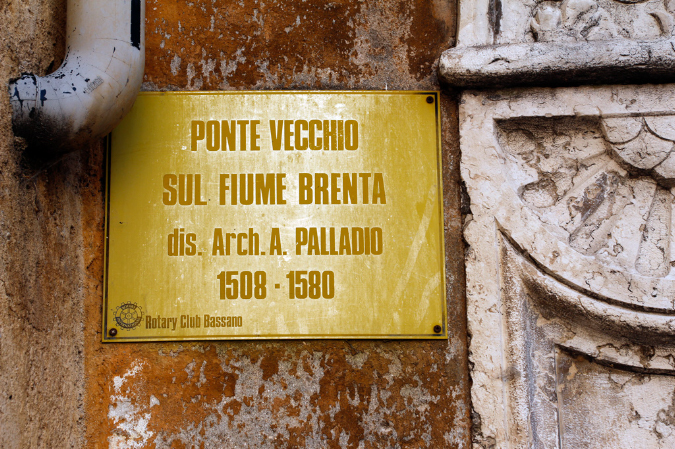 PONTE VECCHIO
SUL FIUME BRENTA
dis. Arch. A. PALLADIO
1508 - 1580
Rotary Club Bassano